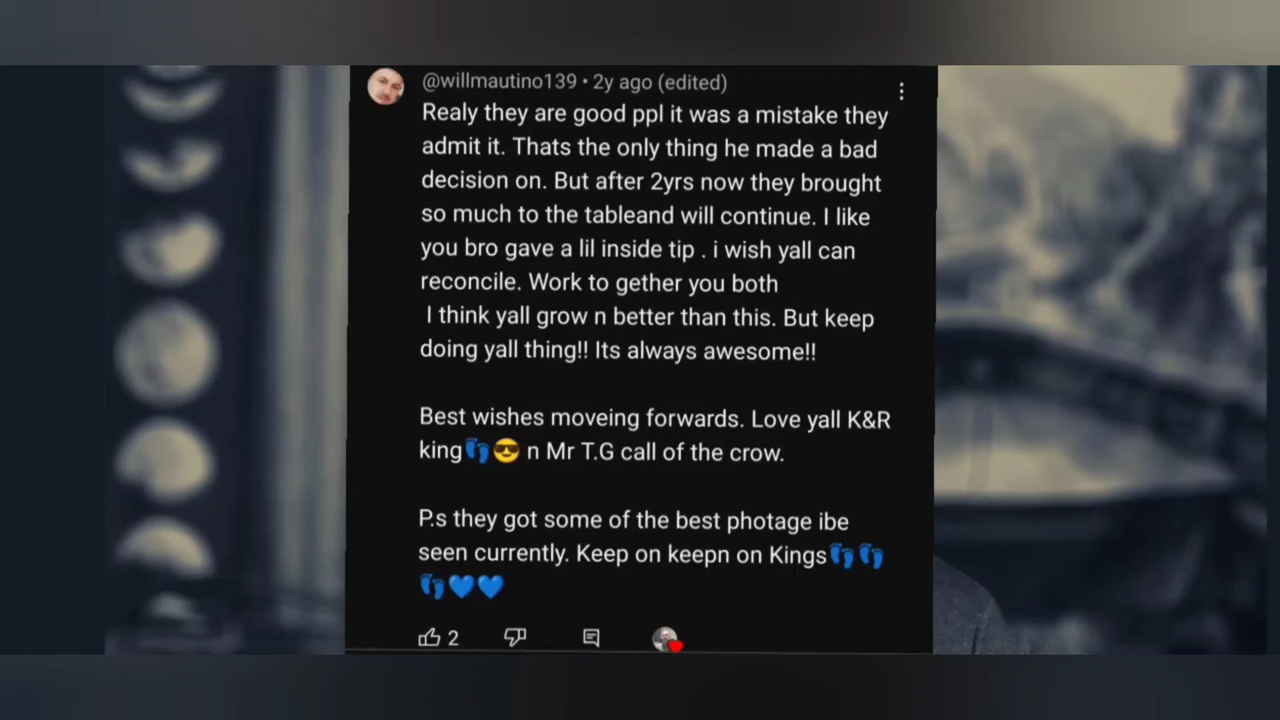 @willmautino139 • 2y ago (edited)
Realy they are good ppl it was a mistake they
admit it. Thats the only thing he made a bad
decision on. But after 2yrs now they brought
so much to the tableand will continue. I like
you bro gave a lil inside tip . i wish yall can
reconcile. Work to gether you both
I think yall grow n better than this. But keep
doing yall thing!! Its always awesome!!
Best wishes moveing forwards. Love yall K&R
king👣😎 n Mr T.G call of the crow.
P.s they got some of the best photage ibe
seen currently. Keep on keepn on Kings👣👣
👣💙💙
2